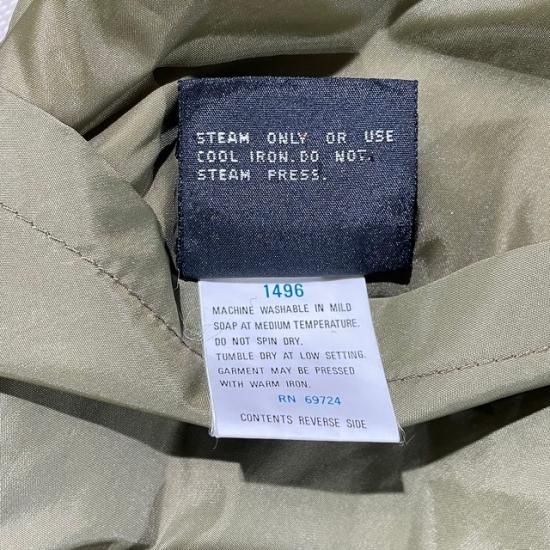 STEAM ONLY OR USE
COOL IRON.DO NOT.
STEAM PRESS.
1496
MACHINE WASHABLE IN MILD
SOAP AT MEDIUM TEMPERATURE.
DO NOT SPIN DRY.
TUMBLE DRY AT LOW SETTING.
GARMENT MAY BE PRESSED
WITH WARM IRON.
RN 69724
CONTENTS REVERSE SIDE